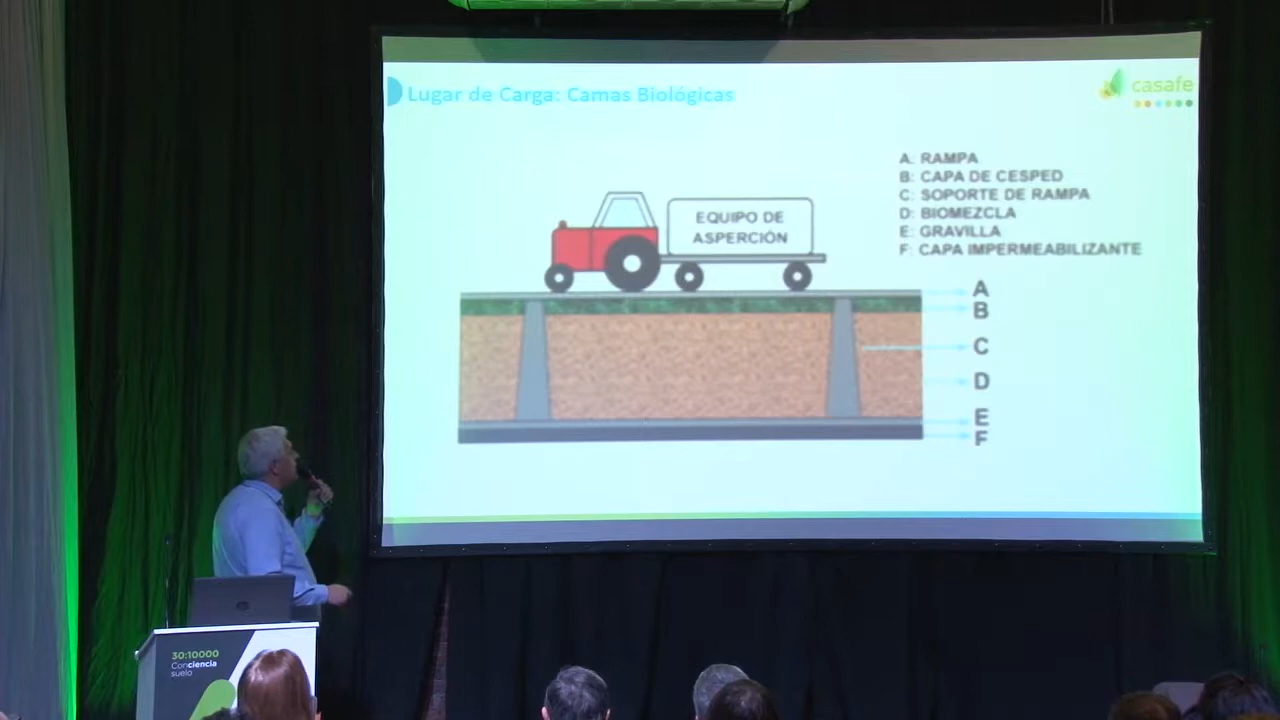 Lugar de Carga: Camas Biológicas
casafe
A: RAMPA
B: CAPA DE CESPED
C: SOPORTE DE RAMPA
D: BIOMEZCLA
E: GRAVILLA
F: CAPA IMPERMEABILIZANTE
EQUIPO DE
ASPERCIÓN
A
B
C
D
E
F
30:10000
Conciencia
suelo